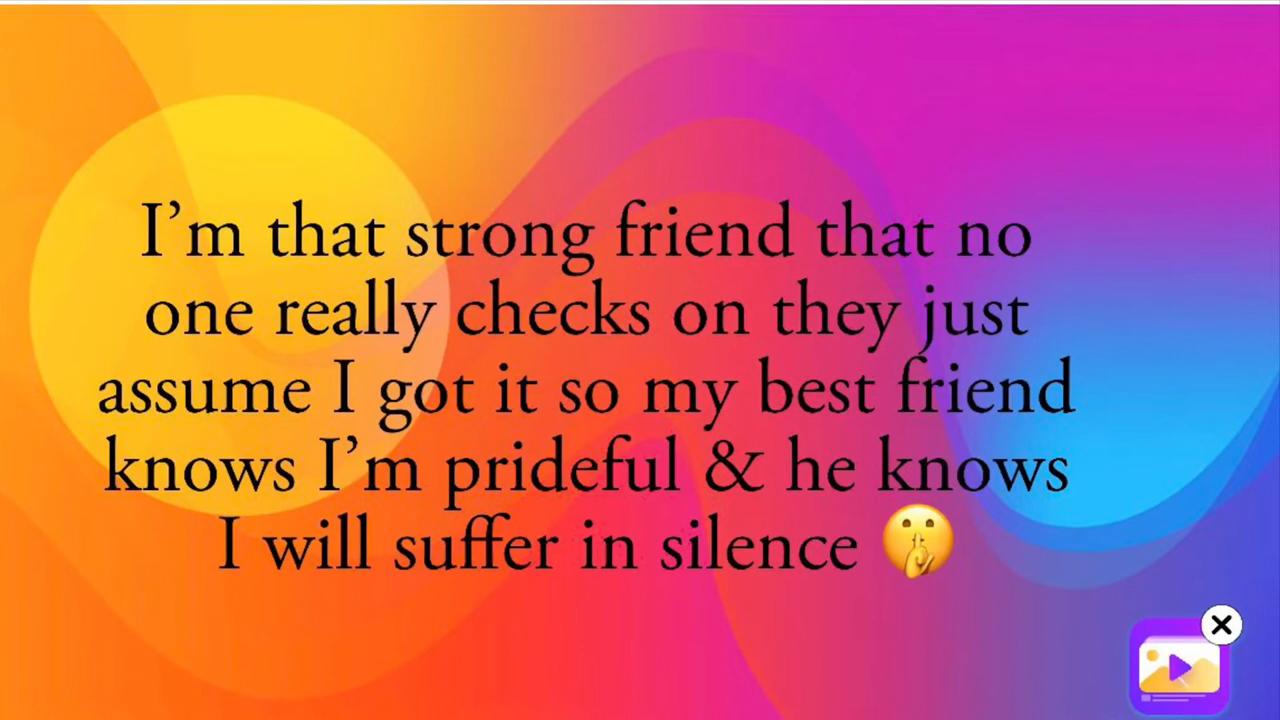 I’m that strong friend that no
one really checks on they just
assume I got it so my best friend
knows I’m prideful & he knows
I will suffer in silence 🤫